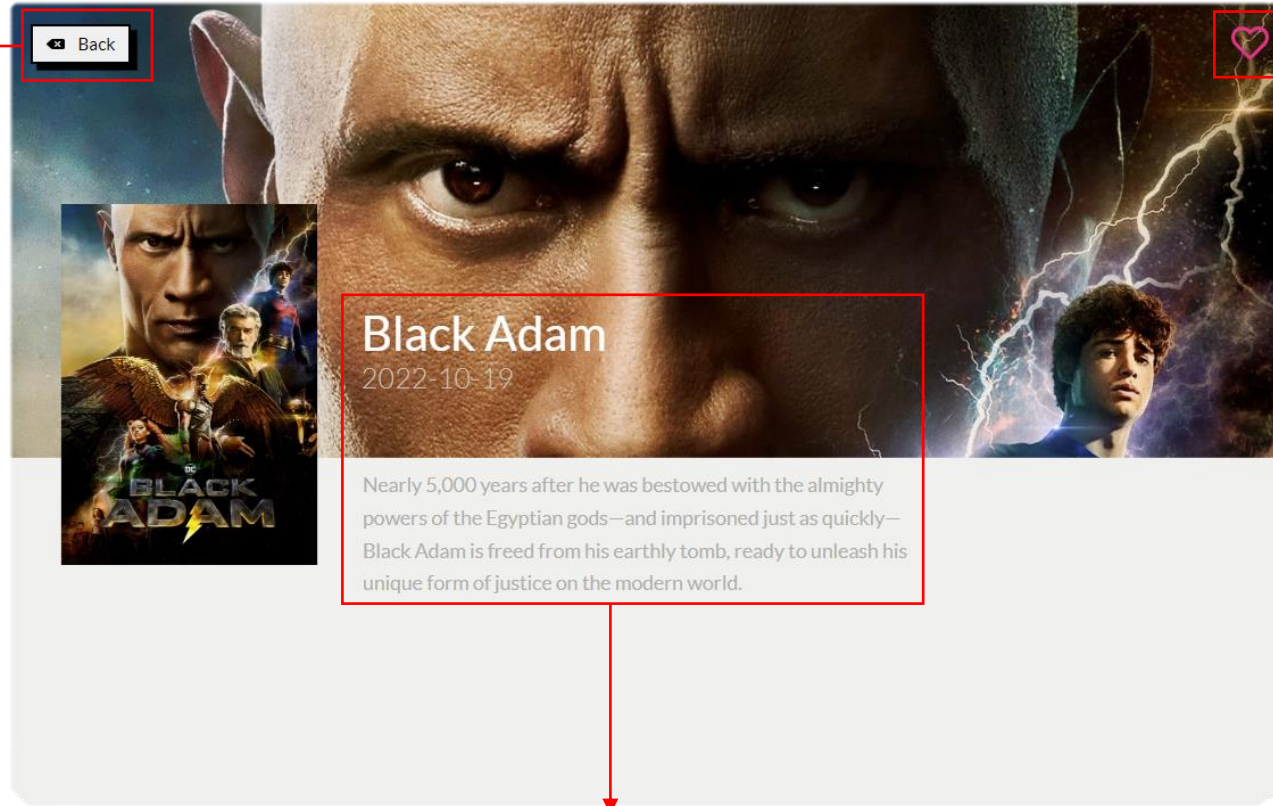 Back
Black Adam
2022-10-19
DC
BLACK
ADAM
Nearly 5,000 years after he was bestowed with the almighty
powers of the Egyptian gods—and imprisoned just as quickly—
Black Adam is freed from his earthly tomb, ready to unleash his
unique form of justice on the modern world.